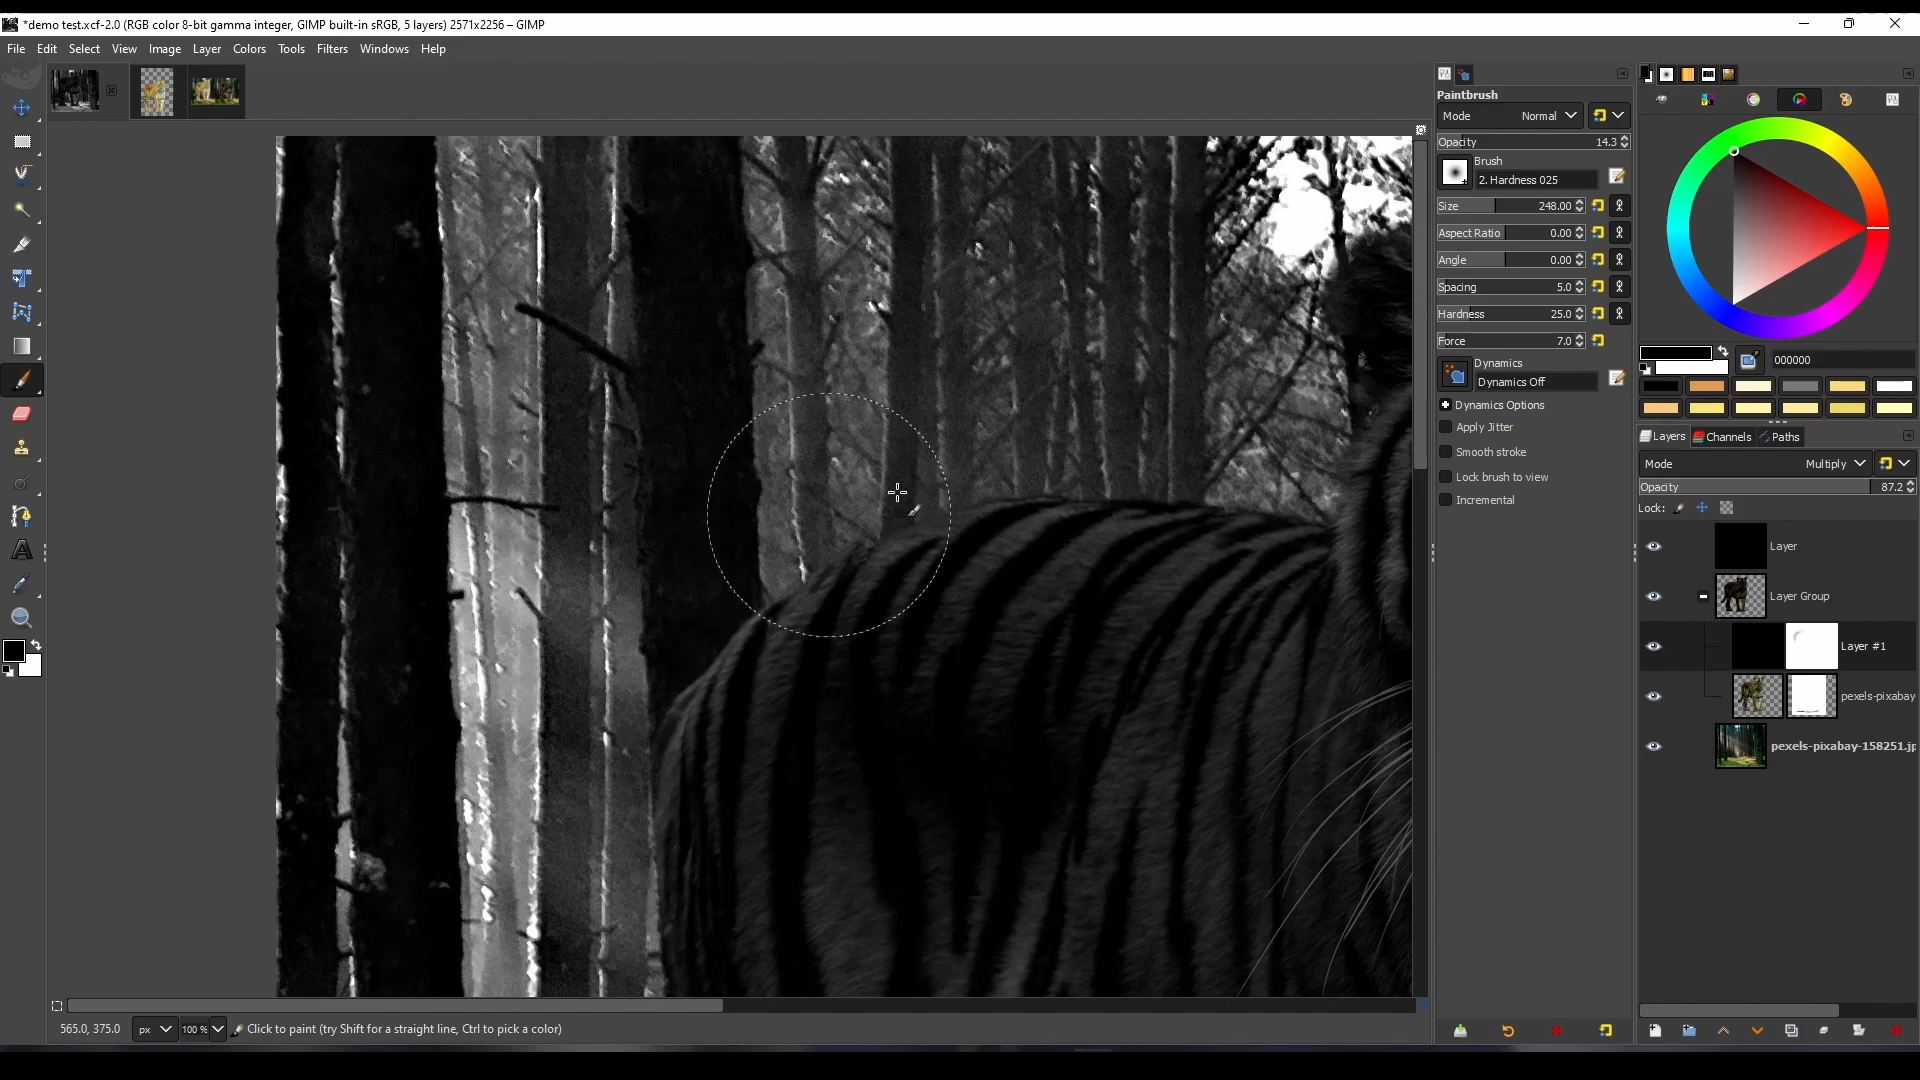 *demo test.xcf-2.0 (RGB color 8-bit gamma integer, GIMP built-in sRGB, 5 layers) 2571x2256 – GIMP
File Edit Select View Image Layer Colors Tools Filters Windows Help
Paintbrush
Mode Normal
Opacity 14.3
Brush
2. Hardness 025
Size 248.00
Aspect Ratio 0.00
Angle 0.00
Spacing 5.0
Hardness 25.0
Force 7.0
Dynamics
Dynamics Off
Dynamics Options
Apply Jitter
Smooth stroke
Lock brush to view
Incremental
000000
Layers Channels Paths
Mode Multiply
Opacity 87.2
Lock:
Layer
Layer Group
Layer #1
pexels-pixabay
pexels-pixabay-158251.jp
565.0, 375.0 px 100 % Click to paint (try Shift for a straight line, Ctrl to pick a color)